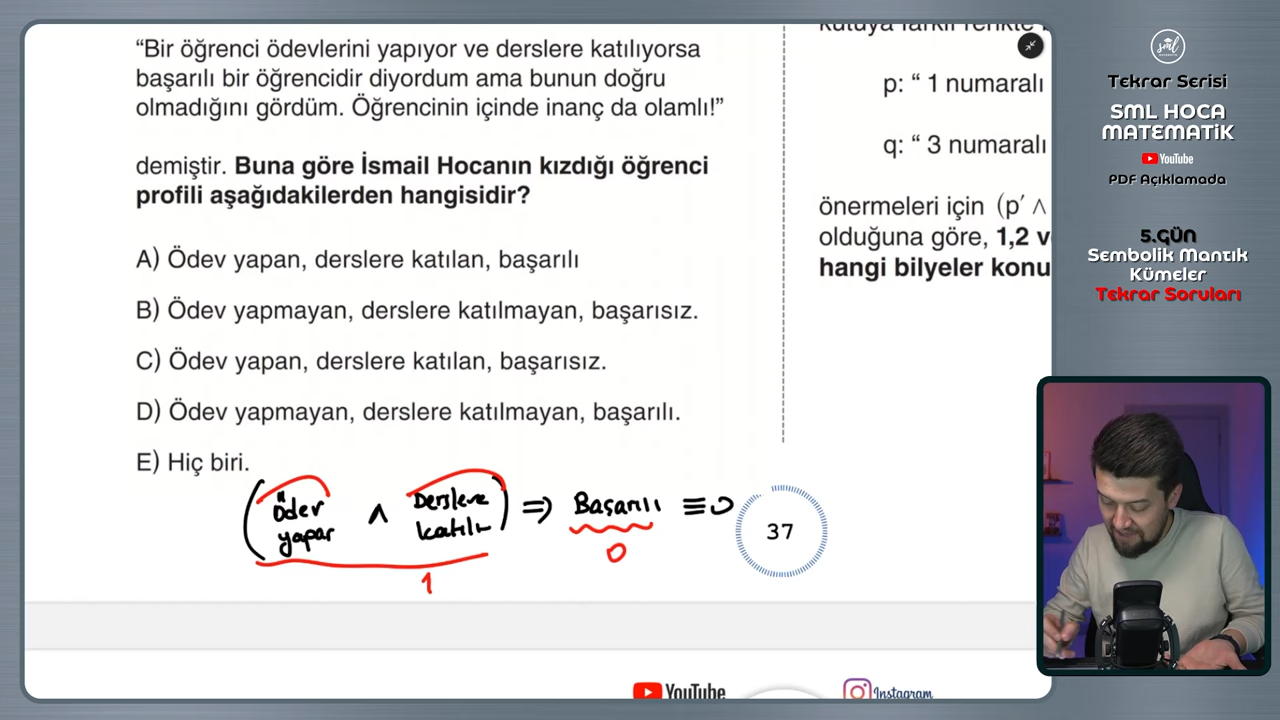 “Bir öğrenci ödevlerini yapıyor ve derslere katılıyorsa
başarılı bir öğrencidir diyordum ama bunun doğru
olmadığını gördüm. Öğrencinin içinde inanç da olamlı!”
demiştir. Buna göre İsmail Hocanın kızdığı öğrenci
profili aşağıdakilerden hangisidir?
A) Ödev yapan, derslere katılan, başarılı
B) Ödev yapmayan, derslere katılmayan, başarısız.
C) Ödev yapan, derslere katılan, başarısız.
D) Ödev yapmayan, derslere katılmayan, başarılı.
E) Hiç biri.
(Ödev yapar ∧ Derslere katılır) ⇒ Başarılı ≡ 0
1 0
37
p: “ 1 numaralı
q: “ 3 numaralı
önermeleri için (p′ ∧
olduğuna göre, 1,2 v
hangi bilyeler konu
YouTube
Instagram
sml
Tekrar Serisi
SML HOCA
MATEMATİK
YouTube
PDF Açıklamada
5.GÜN
Sembolik Mantık
Kümeler
Tekrar Soruları